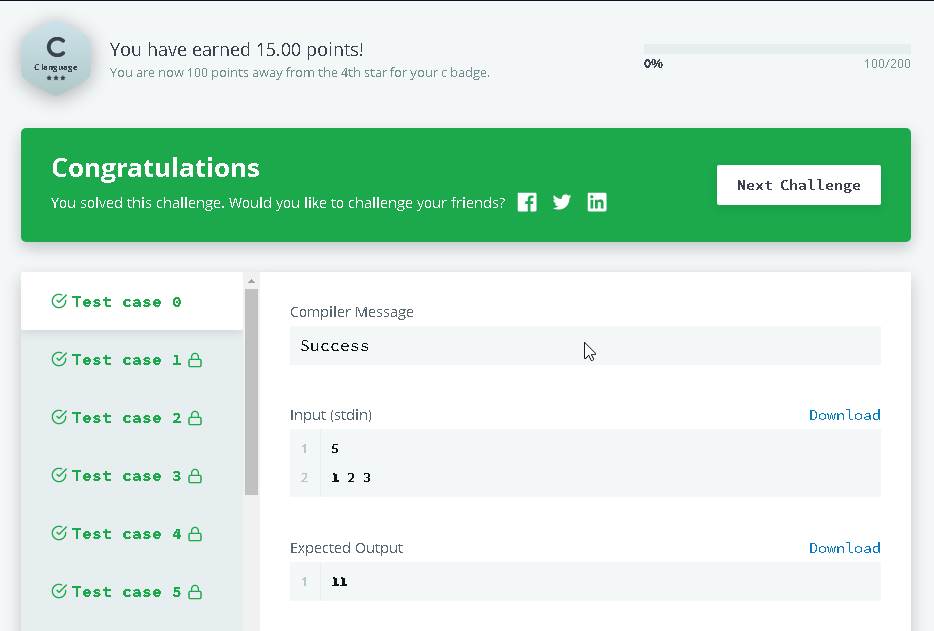 C
C language
You have earned 15.00 points!
You are now 100 points away from the 4th star for your c badge.
0%
100/200
Congratulations
You solved this challenge. Would you like to challenge your friends?
Next Challenge
Test case 0
Test case 1
Test case 2
Test case 3
Test case 4
Test case 5
Compiler Message
Success
Input (stdin)
Download
1 5
2 1 2 3
Expected Output
Download
1 11